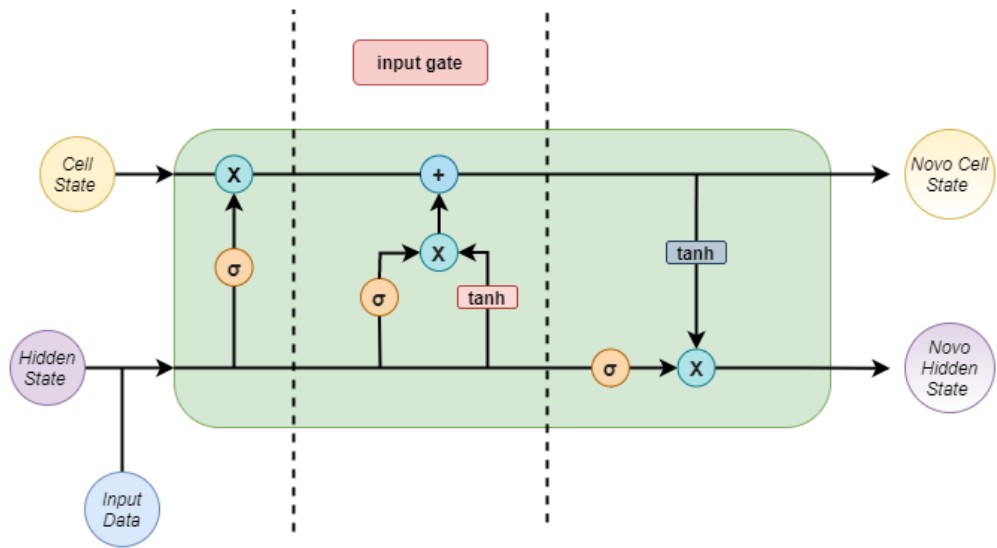 input gate
Cell
State
X
+
Novo Cell
State
σ
X
tanh
σ
tanh
Hidden
State
σ
X
Novo
Hidden
State
Input
Data